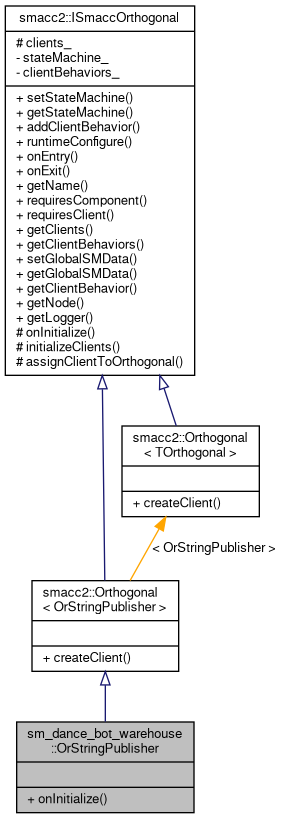 smacc2::ISmaccOrthogonal
# clients_
- stateMachine_
- clientBehaviors_
+ setStateMachine()
+ getStateMachine()
+ addClientBehavior()
+ runtimeConfigure()
+ onEntry()
+ onExit()
+ getName()
+ requiresComponent()
+ requiresClient()
+ getClients()
+ getClientBehaviors()
+ setGlobalSMData()
+ getGlobalSMData()
+ getClientBehavior()
+ getNode()
+ getLogger()
# onInitialize()
# initializeClients()
# assignClientToOrthogonal()
smacc2::Orthogonal
< TOrthogonal >
+ createClient()
< OrStringPublisher >
smacc2::Orthogonal
< OrStringPublisher >
+ createClient()
sm_dance_bot_warehouse
::OrStringPublisher
+ onInitialize()